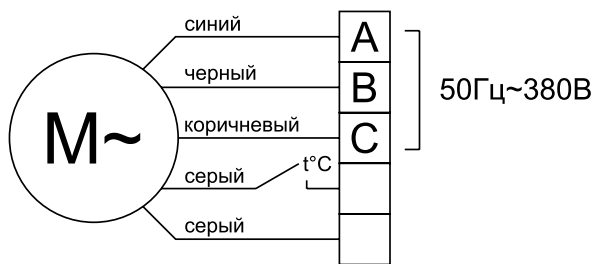 синий
A
черный
B
50Гц~380В
коричневый
C
М~
серый
t°C
серый